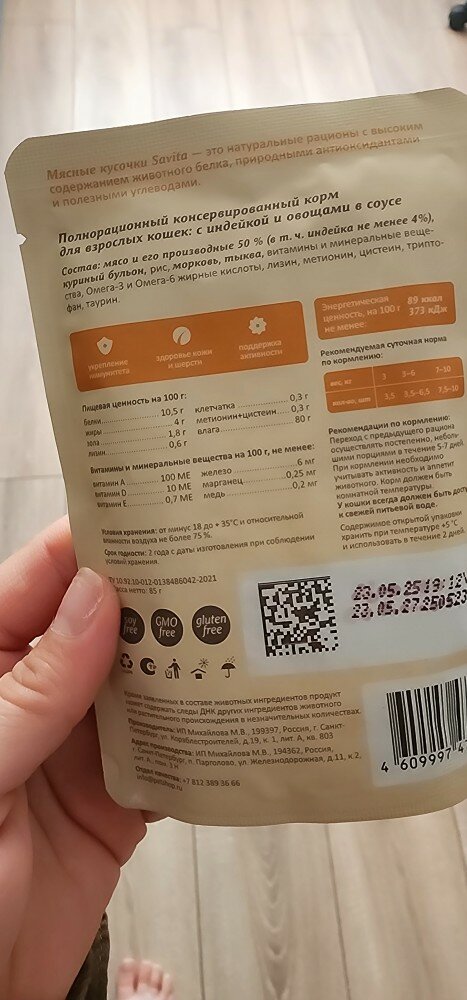 Мясные кусочки Savita — это натуральные рационы с высоким
содержанием животного белка, природными антиоксидантами
и полезными углеводами.
Полнорационный консервированный корм
для взрослых кошек: с индейкой и овощами в соусе
Состав: мясо и его производные 50 % (в т. ч. индейка не менее 4%),
куриный бульон, рис, морковь, тыква, витамины и минеральные веще-
ства, Омега-3 и Омега-6 жирные кислоты, лизин, метионин, цистеин, трипто-
фан, таурин.
укрепление
иммунитета
здоровье кожи
и шерсти
поддержка
активности
Энергетическая
ценность, на 100 г
не менее:
89 ккал
373 кДж
Рекомендуемая суточная норма
по кормлению:
вес, кг 3 3–6 7–10
кол-во, шт 3,5 3,5–6,5 7,5–10
Пищевая ценность на 100 г:
белки 10,5 г
жиры 4 г
зола 1,8 г
лизин 0,6 г
клетчатка 0,3 г
метионин+цистеин 0,3 г
влага 80 г
Витамины и минеральные вещества на 100 г, не менее:
витамин А 100 МЕ
витамин D 10 МЕ
витамин Е 0,7 МЕ
железо 6 мг
марганец 0,25 мг
медь 0,2 мг
Рекомендации по кормлению:
Переход с предыдущего рациона
осуществлять постепенно, неболь-
шими порциями в течение 5-7 дней.
При кормлении необходимо
учитывать активность и аппетит
животного. Корм должен быть
комнатной температуры.
У кошки всегда должен быть доступ
к свежей питьевой воде.
Содержимое открытой упаковки
хранить при температуре +5°С
и использовать в течение 2 дней.
Условия хранения: от минус 18 до + 35°С и относительной
влажности воздуха не более 75 %.
Срок годности: 2 года с даты изготовления при соблюдении
условий хранения.
ТУ 10.92.10-012-0138486042-2021
Масса нетто: 85 г
soy
free
GMO
free
gluten
free
23.05.25 19:12
23.05.27 250523
Кроме заявленных в составе животных ингредиентов продукт
может содержать следы ДНК других ингредиентов животного
или растительного происхождения в незначительных количествах.
Производитель: ИП Михайлова М.В., 199397, Россия, г. Санкт-
Петербург, ул. Кораблестроителей, д.19, к. 1, лит. А, кв. 803
Адрес производства: ИП Михайлова М.В., 194362, Россия,
г. Санкт-Петербург, п. Парголово, ул. Железнодорожная, д.11, к.2,
лит. А , пом. 3 Н
Отдел качества: +7 812 389 36 66
info@petshop.ru
4 609997 4